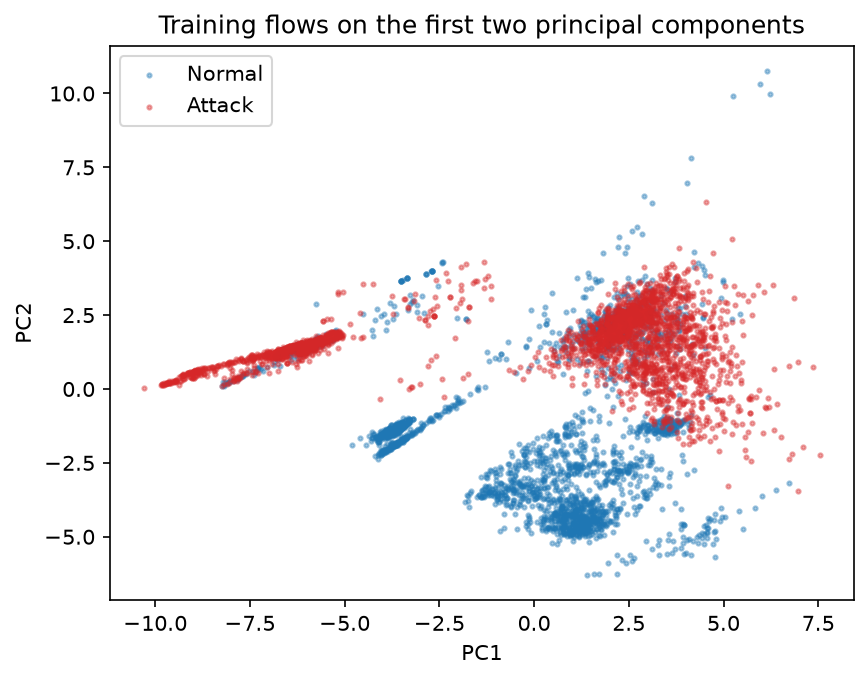 Training flows on the first two principal components
Normal
Attack
10.0
7.5
5.0
2.5
0.0
−2.5
−5.0
PC2
−10.0 −7.5 −5.0 −2.5 0.0 2.5 5.0 7.5
PC1